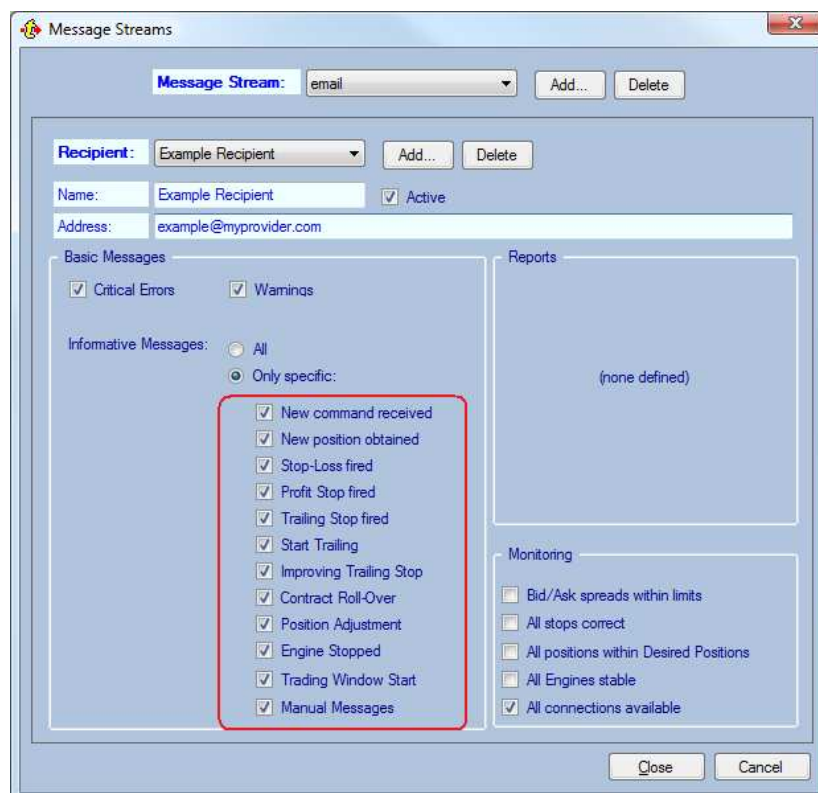 Message Streams
Message Stream: email Add... Delete
Recipient: Example Recipient Add... Delete
Name: Example Recipient Active
Address: example@myprovider.com
Basic Messages
Critical Errors Warnings
Informative Messages: All
Only specific:
New command received
New position obtained
Stop-Loss fired
Profit Stop fired
Trailing Stop fired
Start Trailing
Improving Trailing Stop
Contract Roll-Over
Position Adjustment
Engine Stopped
Trading Window Start
Manual Messages
Reports
(none defined)
Monitoring
Bid/Ask spreads within limits
All stops correct
All positions within Desired Positions
All Engines stable
All connections available
Close Cancel